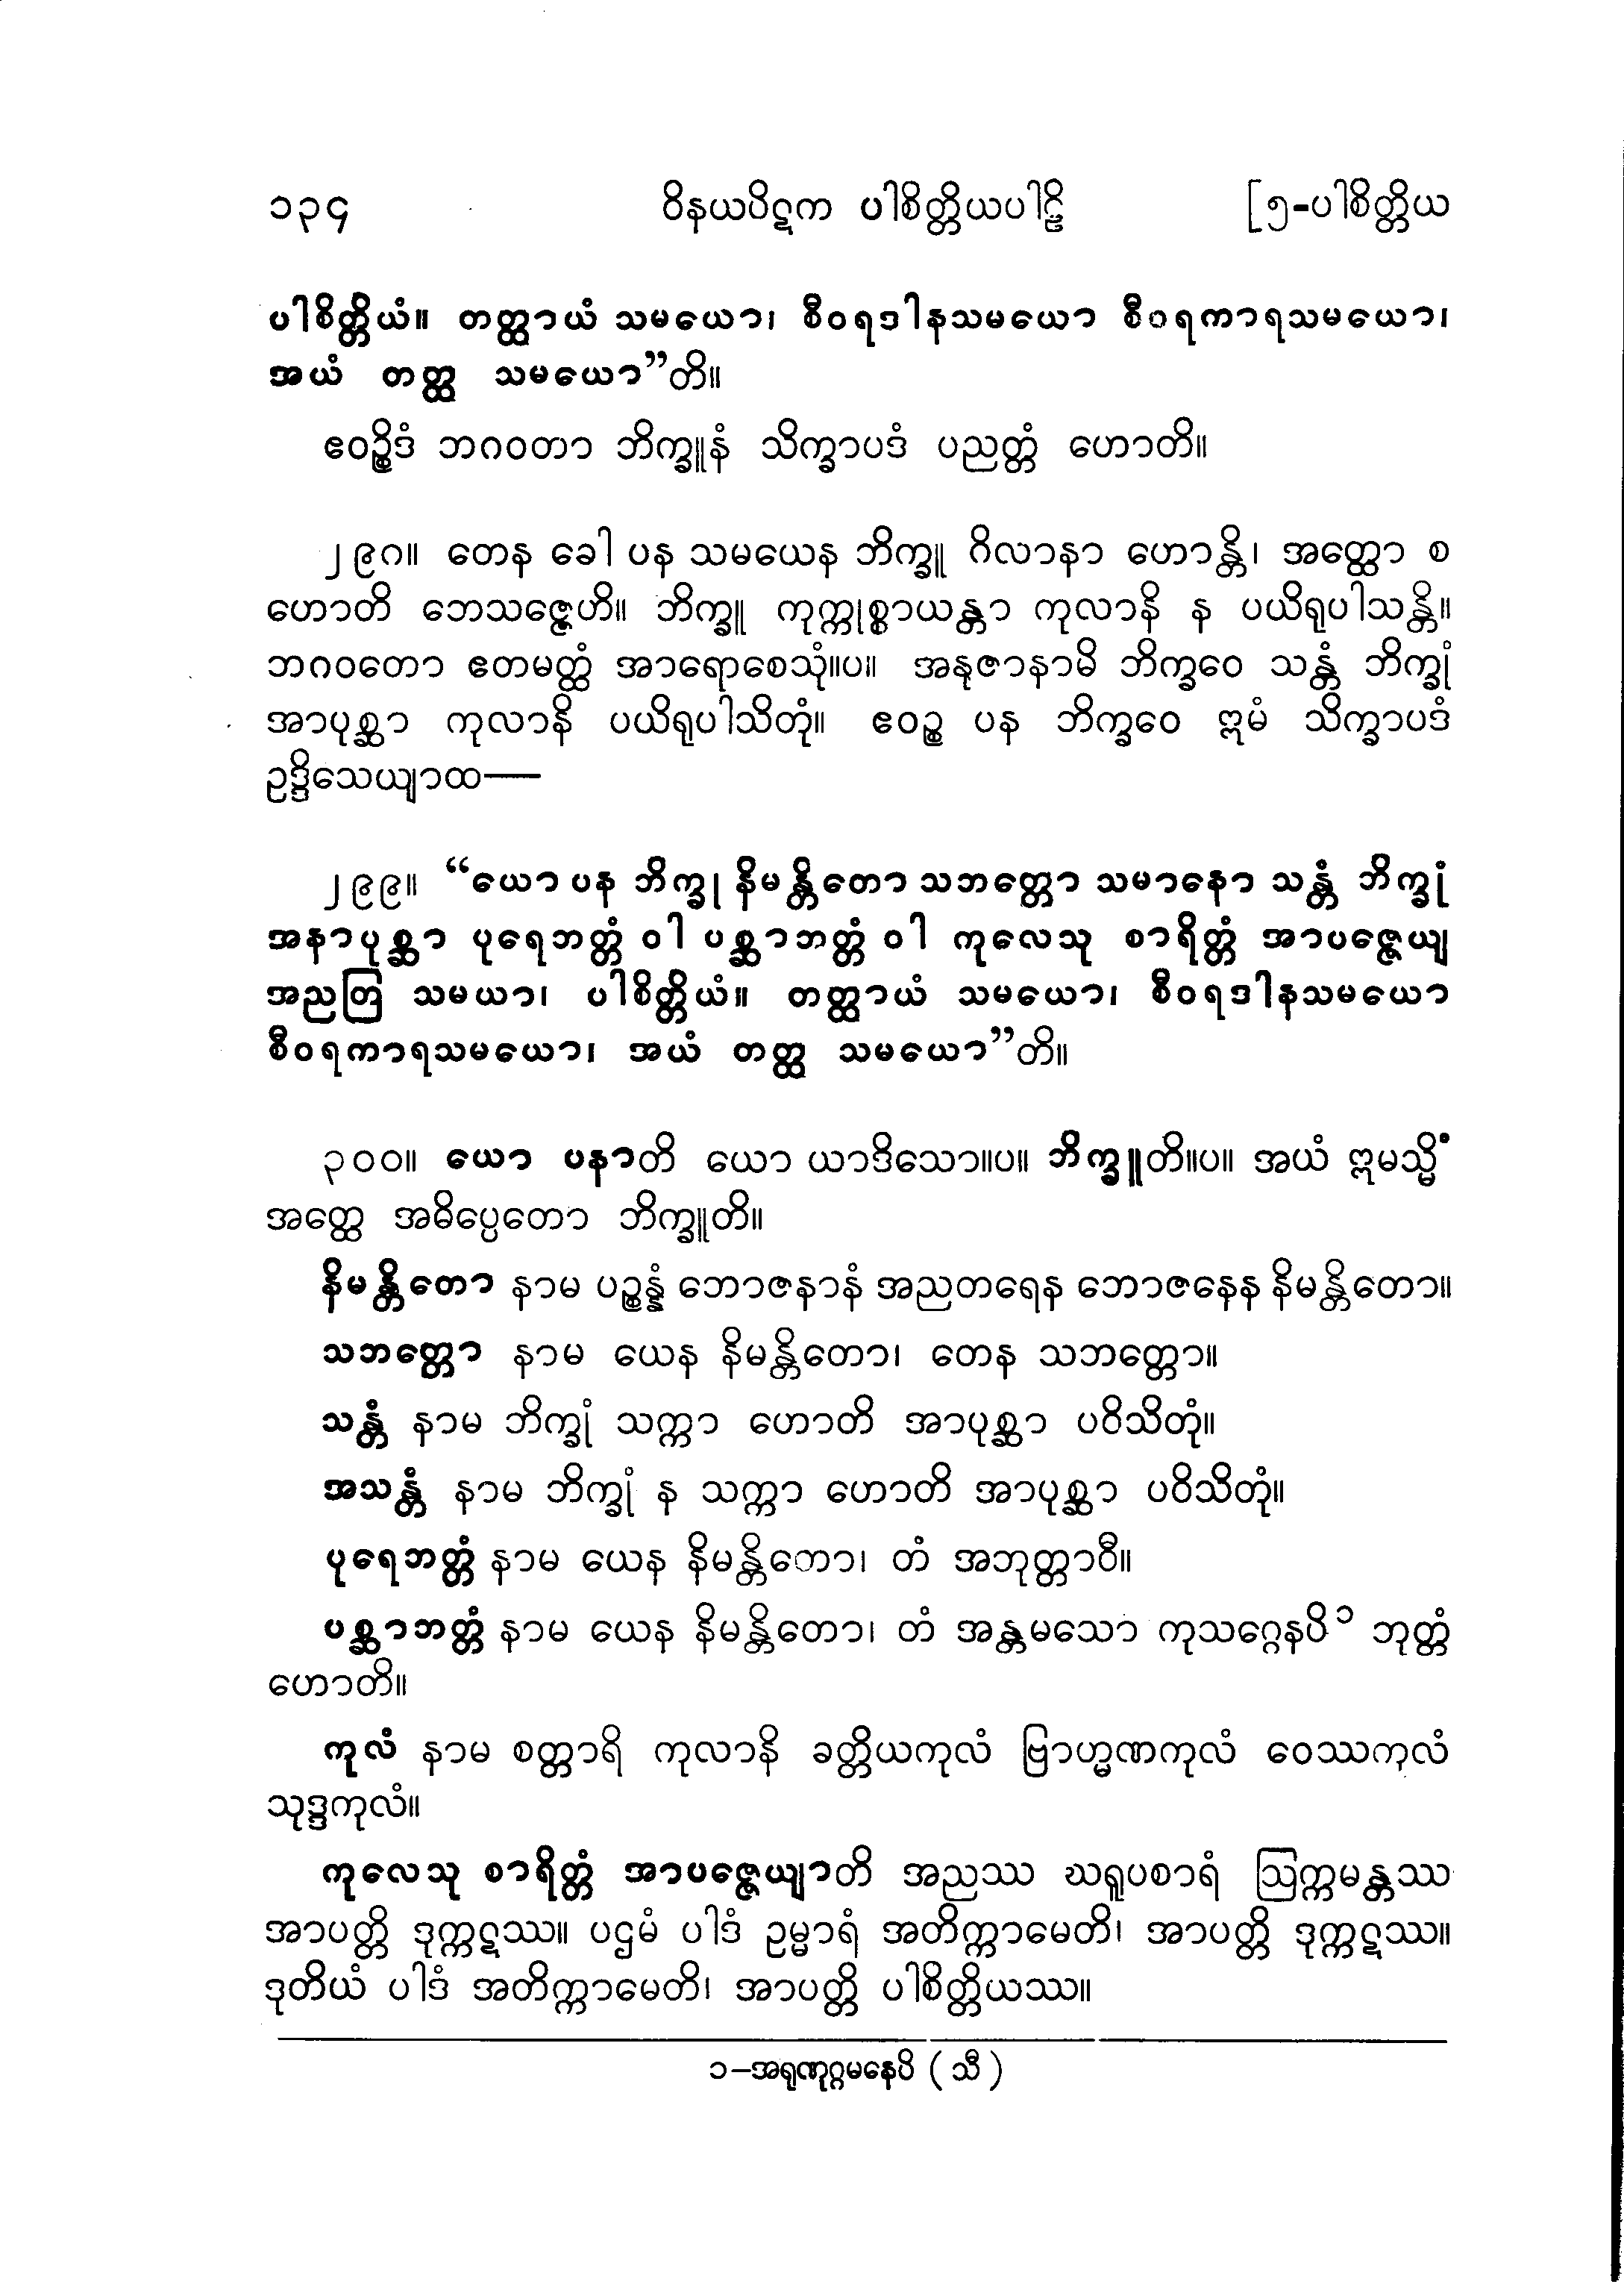 ၁၃၄ ဝိနယပိဋက ပါစိတ္တိယပါဠိ [၅-ပါစိတ္တိယ
ပါစိတ္တိယံ။ တတ္ထာယံ သမယော၊ စီဝရဒါနသမယော စီဝရကာရသမယော၊
အယံ တတ္ထ သမယော”တိ။
ဧဝဉ္စိဒံ ဘဂဝတာ ဘိက္ခူနံ သိက္ခာပဒံ ပညတ္တံ ဟောတိ။
၂၉၈။ တေန ခေါ ပန သမယေန ဘိက္ခူ ဂိလာနာ ဟောန္တိ၊ အတ္ထော စ
ဟောတိ ဘေသဇ္ဇေဟိ။ ဘိက္ခူ ကုက္ကုစ္စာယန္တာ ကုလာနိ န ပယိရုပါသန္တိ။
ဘဂဝတော ဧတမတ္ထံ အာရောစေသုံ။ပ။ အနုဇာနာမိ ဘိက္ခဝေ သန္တံ ဘိက္ခုံ
အာပုစ္ဆာ ကုလာနိ ပယိရုပါသိတုံ။ ဧဝဉ္စ ပန ဘိက္ခဝေ ဣမံ သိက္ခာပဒံ
ဥဒ္ဒိသေယျာထ—
၂၉၉။ “ယော ပန ဘိက္ခု နိမန္တိတော သဘတ္တော သမာနော သန္တံ ဘိက္ခုံ
အနာပုစ္ဆာ ပုရေဘတ္တံ ဝါ ပစ္ဆာဘတ္တံ ဝါ ကုလေသု စာရိတ္တံ အာပဇ္ဇေယျ
အညတြ သမယာ၊ ပါစိတ္တိယံ။ တတ္ထာယံ သမယော၊ စီဝရဒါနသမယော
စီဝရကာရသမယော၊ အယံ တတ္ထ သမယော”တိ။
၃၀၀။ ယော ပနာတိ ယော ယာဒိသော။ပ။ ဘိက္ခူတိ။ပ။ အယံ ဣမသ္မိံ
အတ္ထေ အဓိပ္ပေတော ဘိက္ခူတိ။
နိမန္တိတော နာမ ပဉ္စန္နံ ဘောဇနာနံ အညတရေန ဘောဇနေန နိမန္တိတော။
သဘတ္တော နာမ ယေန နိမန္တိတော၊ တေန သဘတ္တော။
သန္တံ နာမ ဘိက္ခုံ သက္ကာ ဟောတိ အာပုစ္ဆာ ပဝိသိတုံ။
အသန္တံ နာမ ဘိက္ခုံ န သက္ကာ ဟောတိ အာပုစ္ဆာ ပဝိသိတုံ။
ပုရေဘတ္တံ နာမ ယေန နိမန္တိတော၊ တံ အဘုတ္တာဝီ။
ပစ္ဆာဘတ္တံ နာမ ယေန နိမန္တိတော၊ တံ အန္တမသော ကုသဂ္ဂေနပိ ၁ ဘုတ္တံ
ဟောတိ။
ကုလံ နာမ စတ္တာရိ ကုလာနိ ခတ္တိယကုလံ ဗြာဟ္မဏကုလံ ဝေဿကုလံ
သုဒ္ဒကုလံ။
ကုလေသု စာရိတ္တံ အာပဇ္ဇေယျာတိ အညဿ ဃရူပစာရံ ဩက္ကမန္တဿ
အာပတ္တိ ဒုက္ကဋဿ။ ပဌမံ ပါဒံ ဥမ္မာရံ အတိက္ကာမေတိ၊ အာပတ္တိ ဒုက္ကဋဿ။
ဒုတိယံ ပါဒံ အတိက္ကာမေတိ၊ အာပတ္တိ ပါစိတ္တိယဿ။
၁—အရုဏုဂ္ဂမနေပိ (သီ)